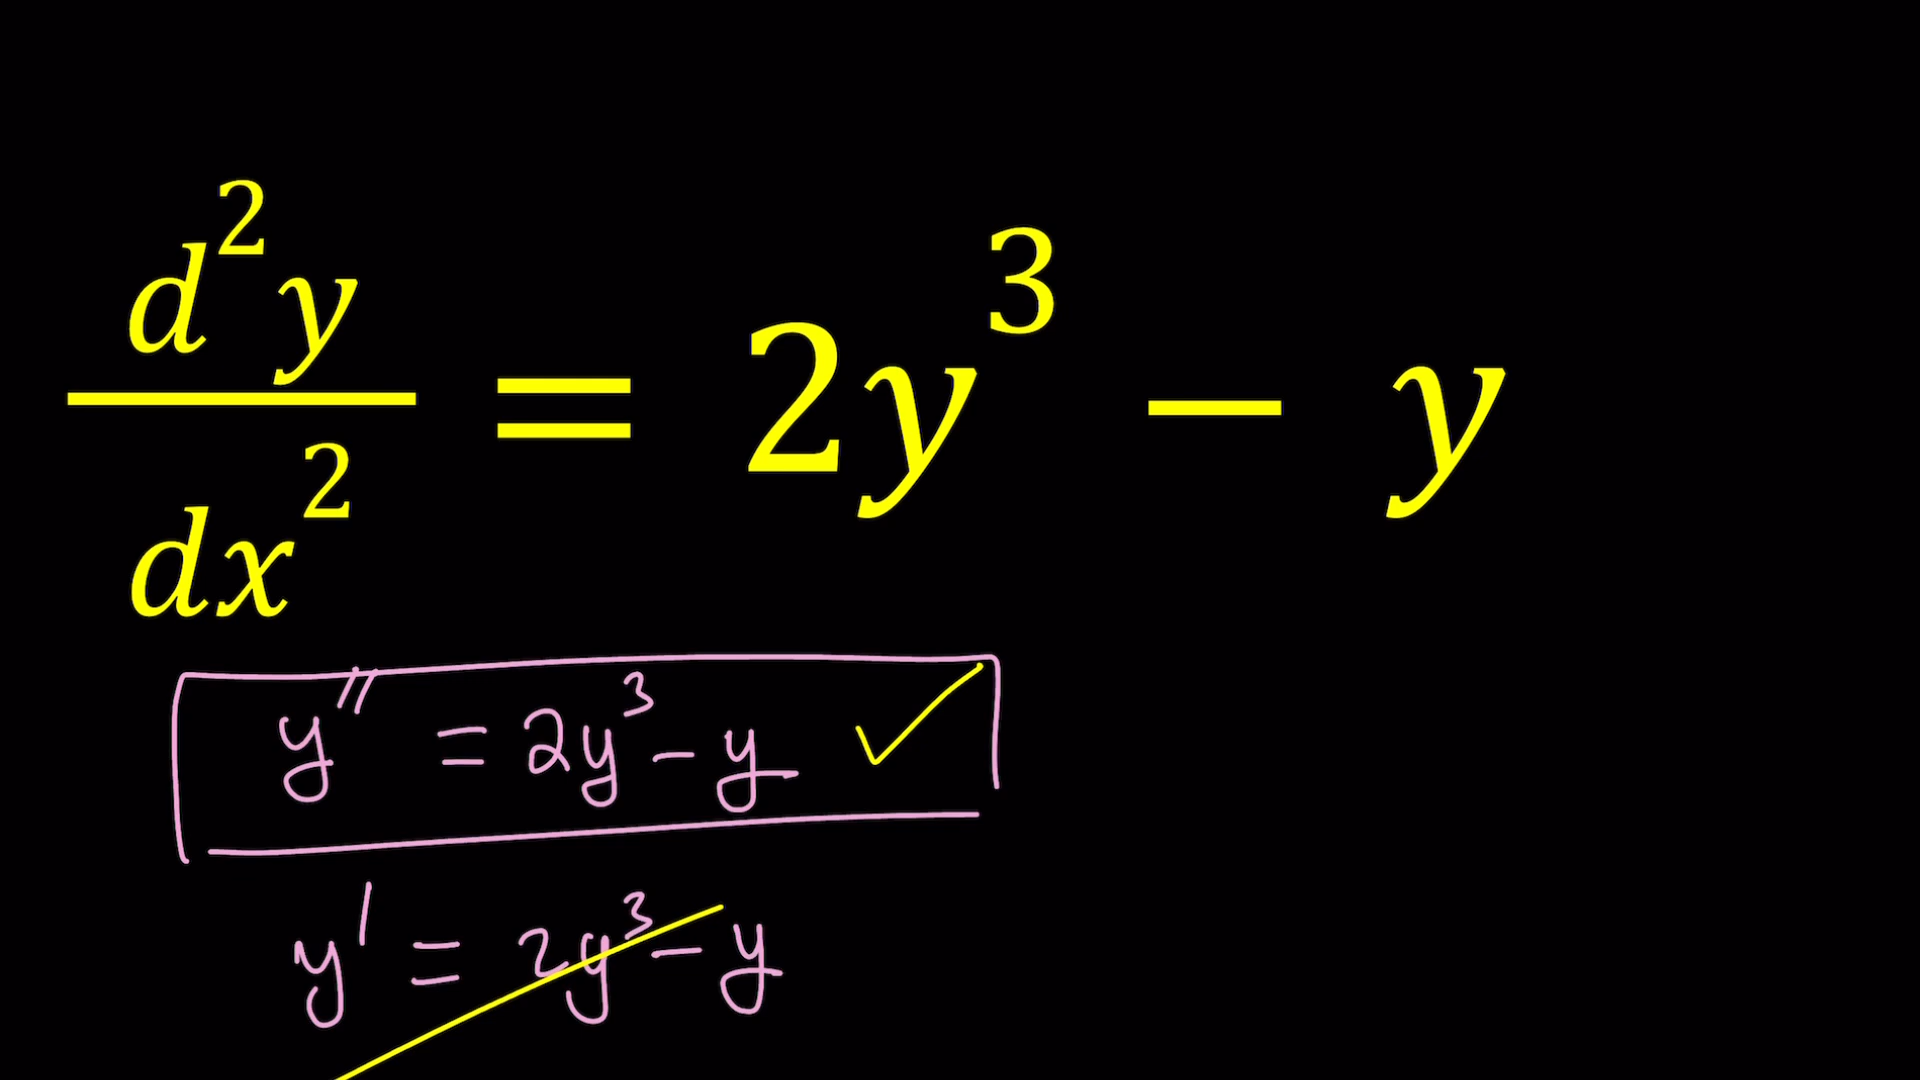 d²y/dx² = 2y³ − y
y'' = 2y³ − y ✓
y' = 2y³ − y